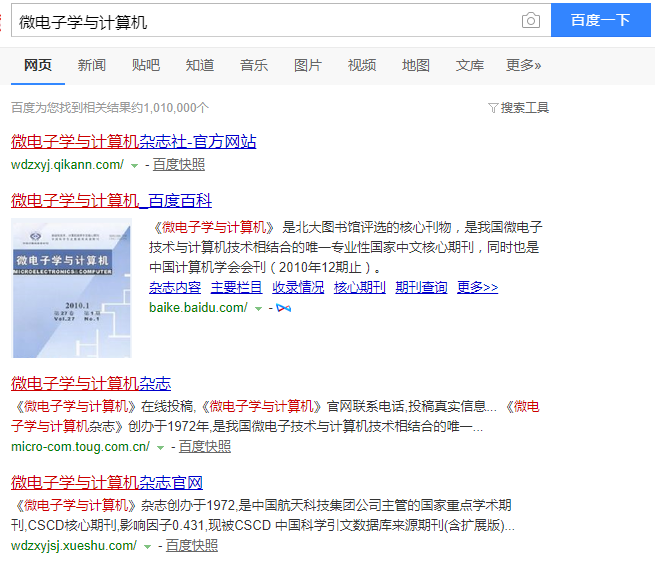 微电子学与计算机
百度一下
网页 新闻 贴吧 知道 音乐 图片 视频 地图 文库 更多»
百度为您找到相关结果约1,010,000个
搜索工具
微电子学与计算机杂志社-官方网站
wdzxyj.qikann.com/ - 百度快照
微电子学与计算机_百度百科
微电子学与计算机
MICROELECTRONICS & COMPUTER
2010.1
第27卷 第1期
Vol.27 No.1
《微电子学与计算机》 是北大图书馆评选的核心刊物，是我国微电子
技术与计算机技术相结合的唯一专业性国家中文核心期刊，同时也是
中国计算机学会会刊（2010年12期止）。
杂志内容 主要栏目 收录情况 核心期刊 期刊查询 更多>>
baike.baidu.com/ -
微电子学与计算机杂志
《微电子学与计算机》在线投稿,《微电子学与计算机》官网联系电话,投稿真实信息... 《微电
子学与计算机杂志》创办于1972年,是我国微电子技术与计算机技术相结合的唯一...
micro-com.toug.com.cn/ - 百度快照
微电子学与计算机杂志官网
《微电子学与计算机》杂志创办于1972,是中国航天科技集团公司主管的国家重点学术期
刊,CSCD核心期刊,影响因子0.431,现被CSCD 中国科学引文数据库来源期刊(含扩展版)...
wdzxyjsj.xueshu.com/ - 百度快照